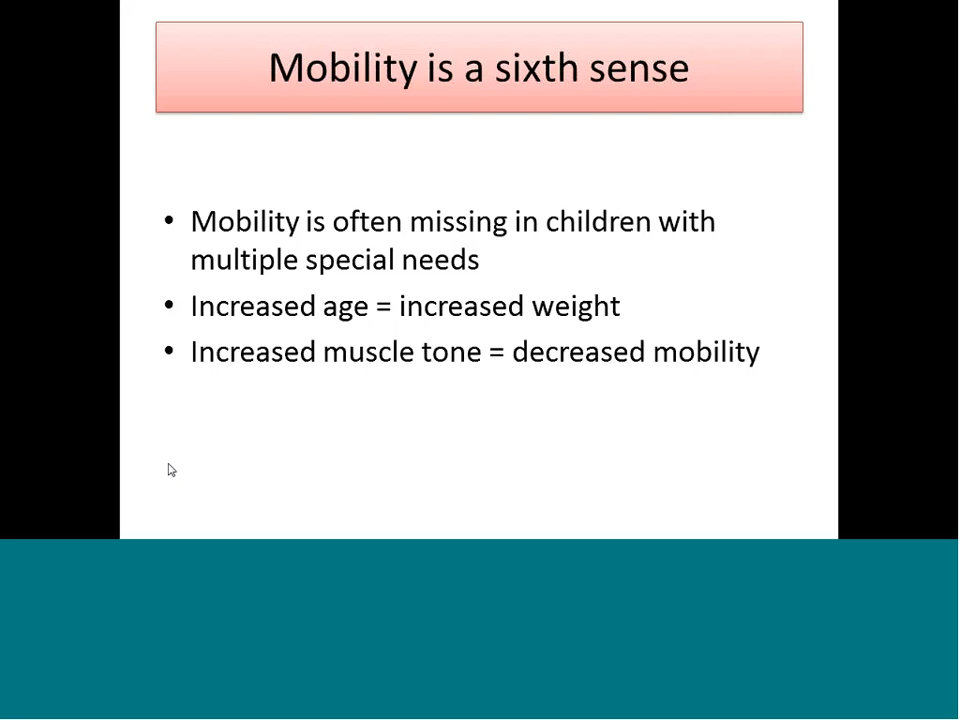 Mobility is a sixth sense
• Mobility is often missing in children with
multiple special needs
• Increased age = increased weight
• Increased muscle tone = decreased mobility